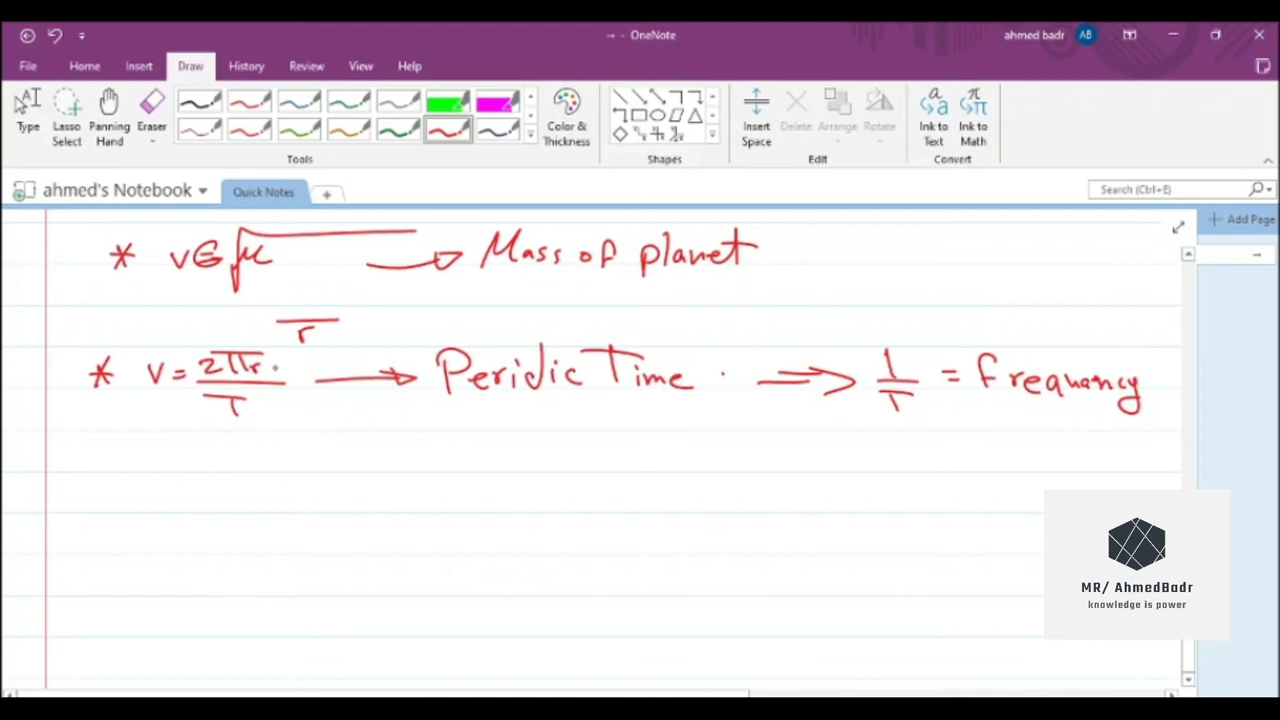 → - OneNote
ahmed badr AB
File Home Insert Draw History Review View Help
Type Lasso Select Panning Hand Eraser Color & Thickness Insert Space Delete Arrange Rotate Ink to Text Ink to Math
Tools Shapes Edit Convert
ahmed's Notebook Quick Notes + Search (Ctrl+E)
+ Add Page
* v → Mass of planet
r
* v = 2πr / T → Peridic Time . ⇒ 1/T = frequancy
MR/ AhmedBadr
knowledge is power